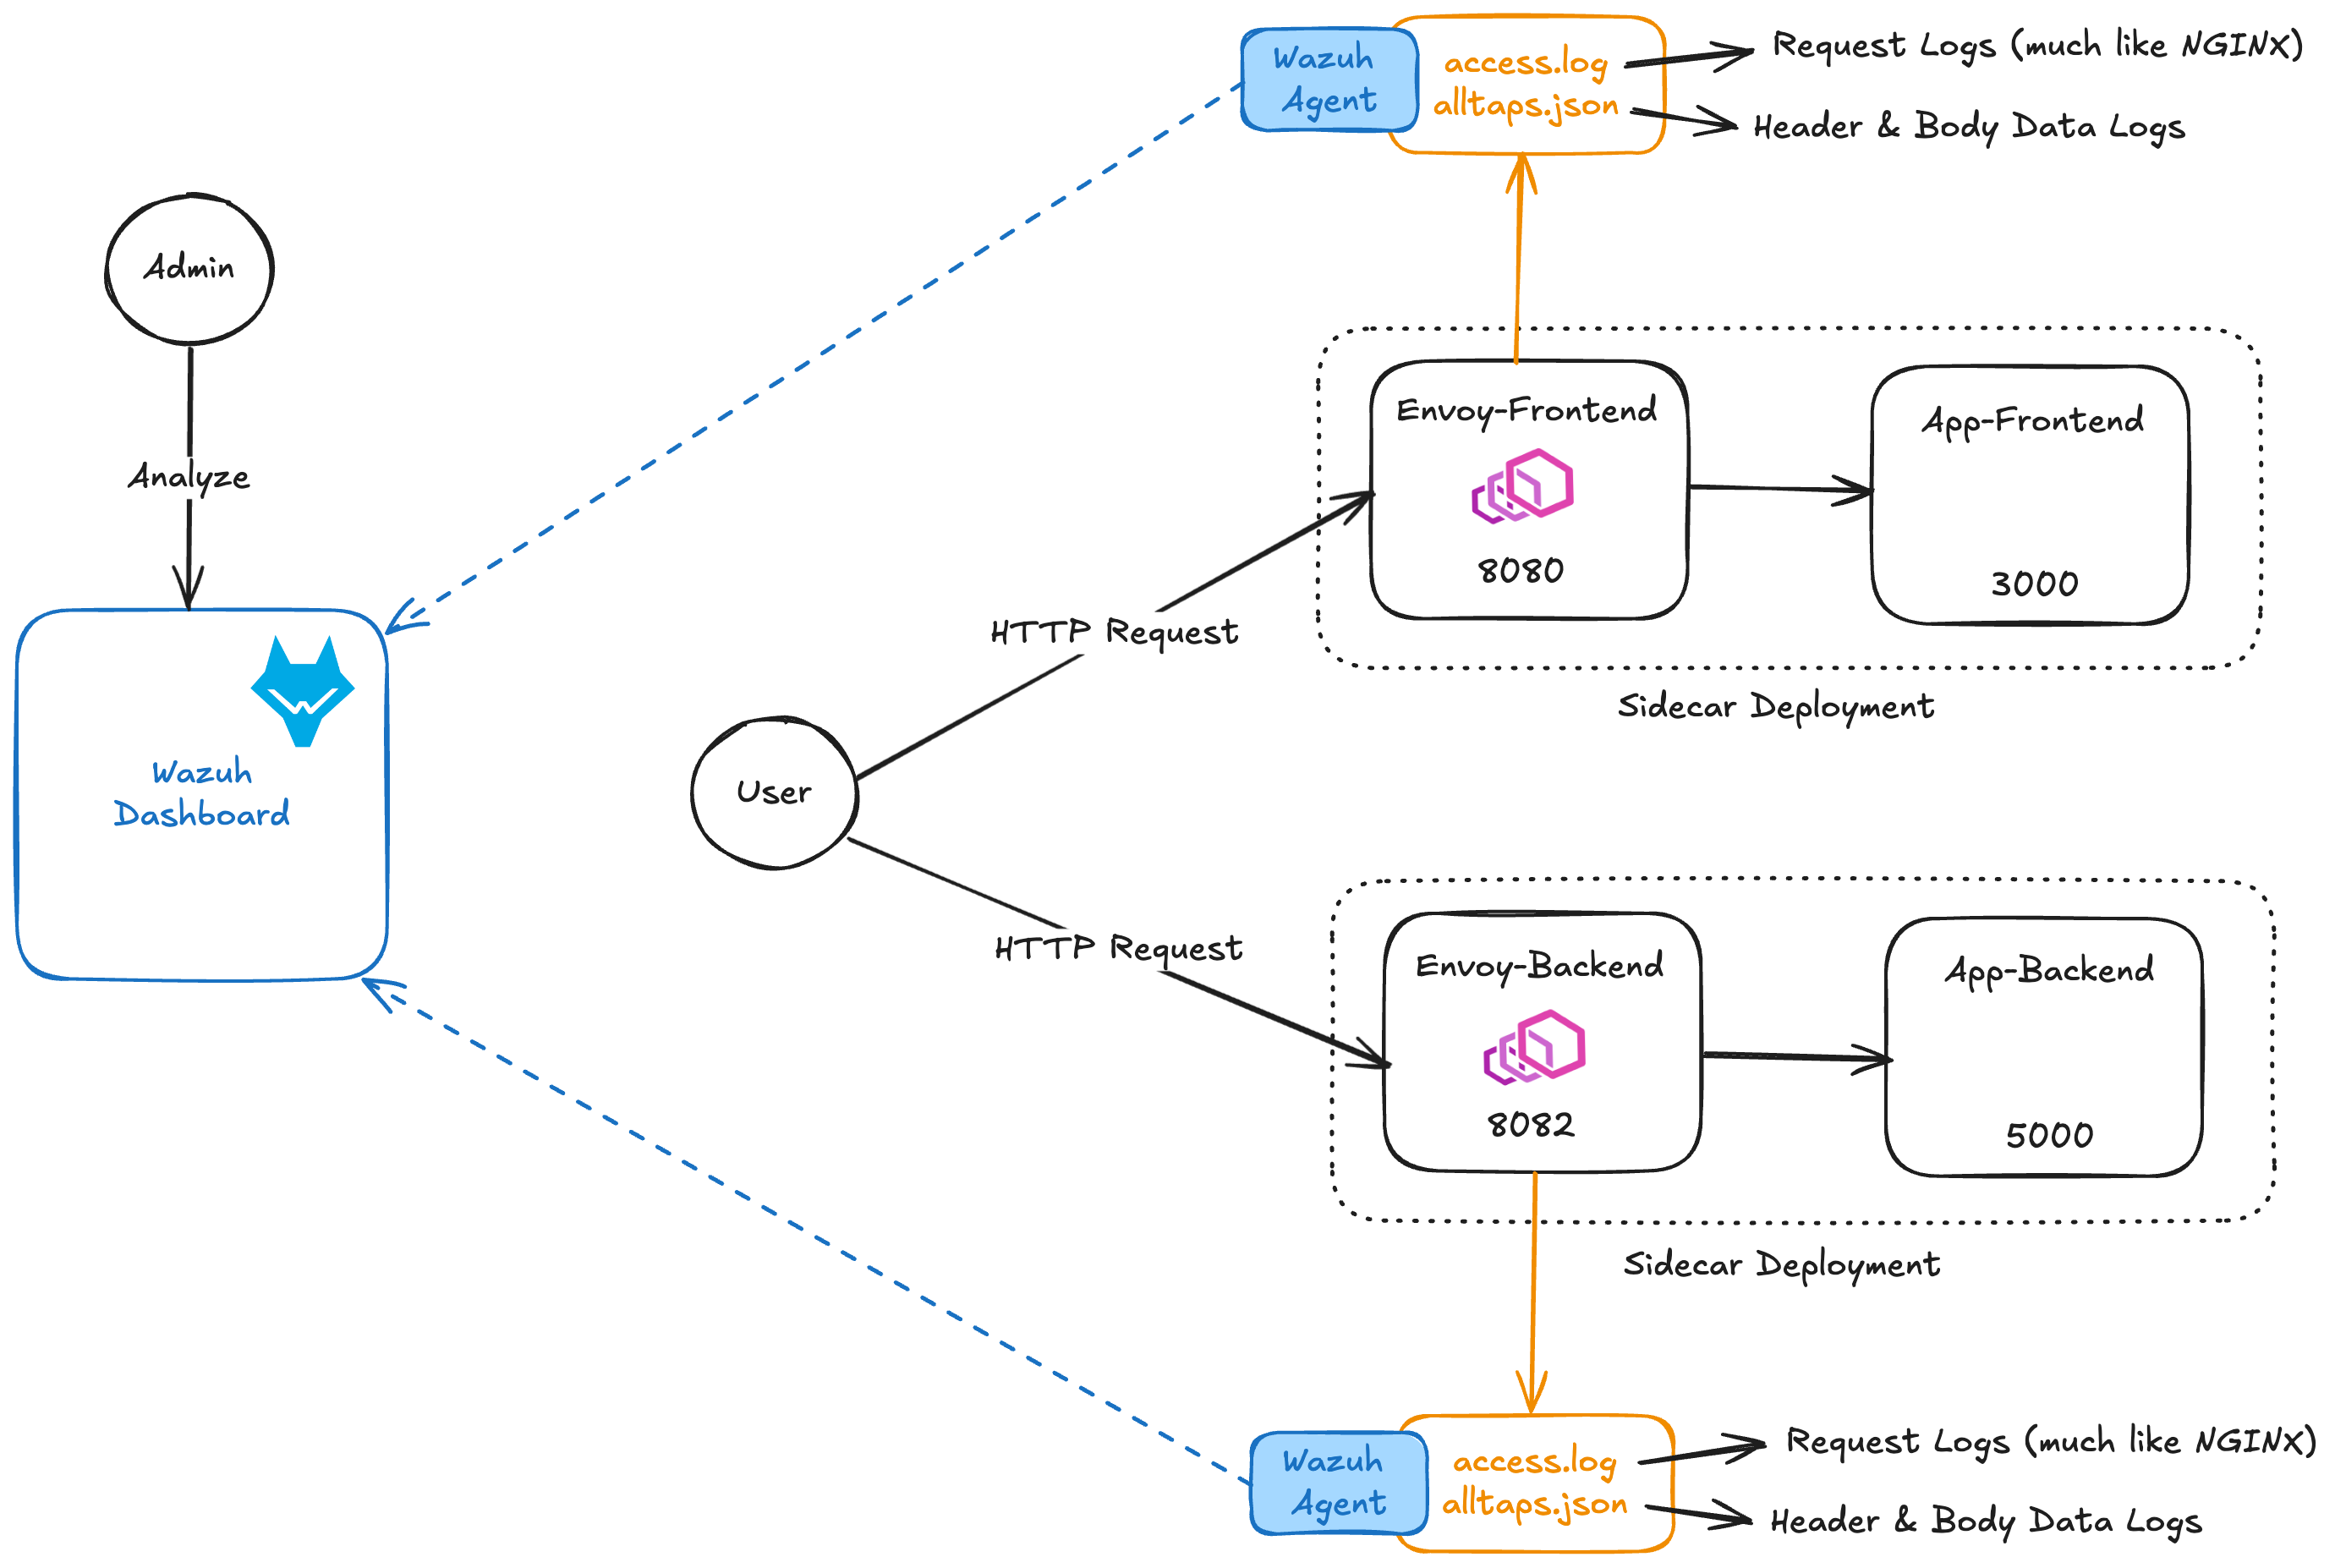 Wazuh
Agent
access.log
alltaps.json
Request Logs (much like NGINX)
Header & Body Data Logs
Admin
Analyze
Wazuh
Dashboard
User
HTTP Request
HTTP Request
Envoy-Frontend
8080
App-Frontend
3000
Sidecar Deployment
Envoy-Backend
8082
App-Backend
5000
Sidecar Deployment
Wazuh
Agent
access.log
alltaps.json
Request Logs (much like NGINX)
Header & Body Data Logs